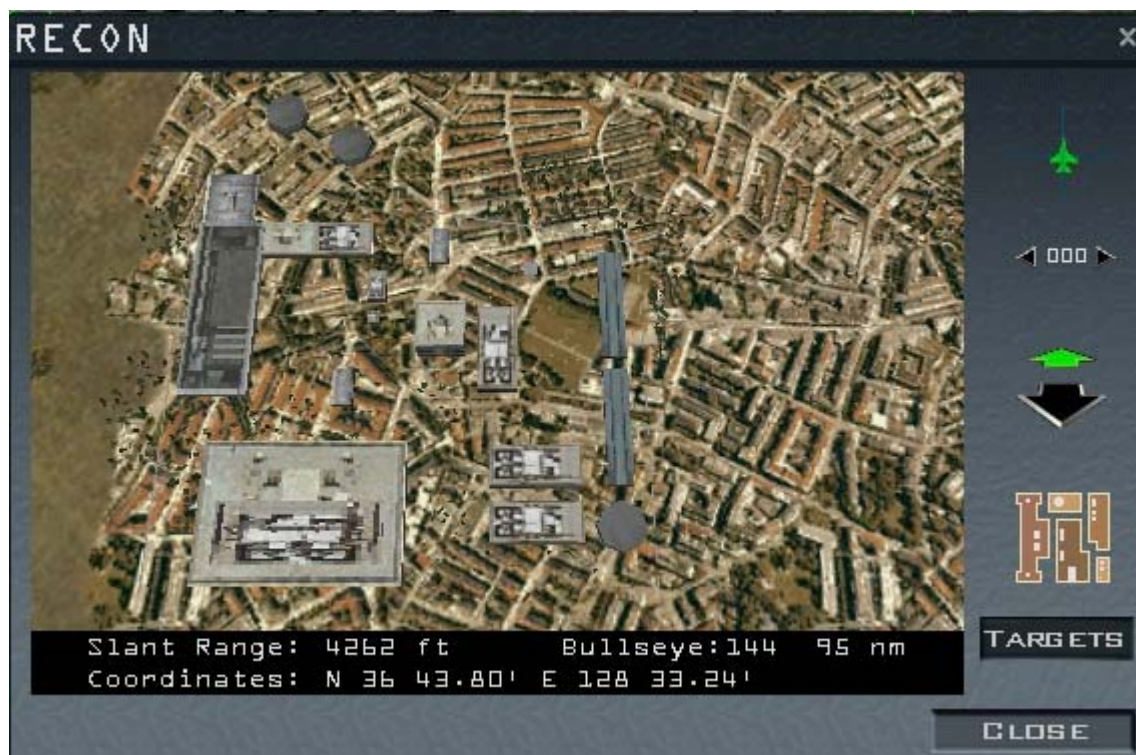 RECON
×
000
Slant Range: 4262 ft Bullseye:144 95 nm
Coordinates: N 36 43.80' E 128 33.24'
TARGETS
CLOSE